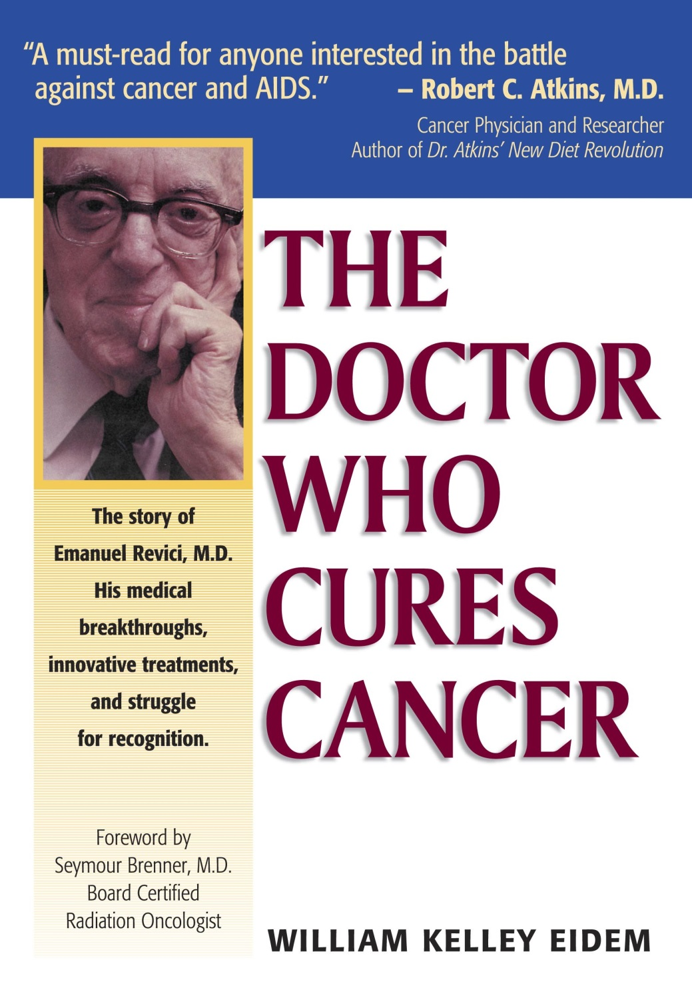 “A must-read for anyone interested in the battle
against cancer and AIDS.” – Robert C. Atkins, M.D.
Cancer Physician and Researcher
Author of Dr. Atkins’ New Diet Revolution
THE
DOCTOR
WHO
CURES
CANCER
The story of
Emanuel Revici, M.D.
His medical
breakthroughs,
innovative treatments,
and struggle
for recognition.
Foreword by
Seymour Brenner, M.D.
Board Certified
Radiation Oncologist
WILLIAM KELLEY EIDEM